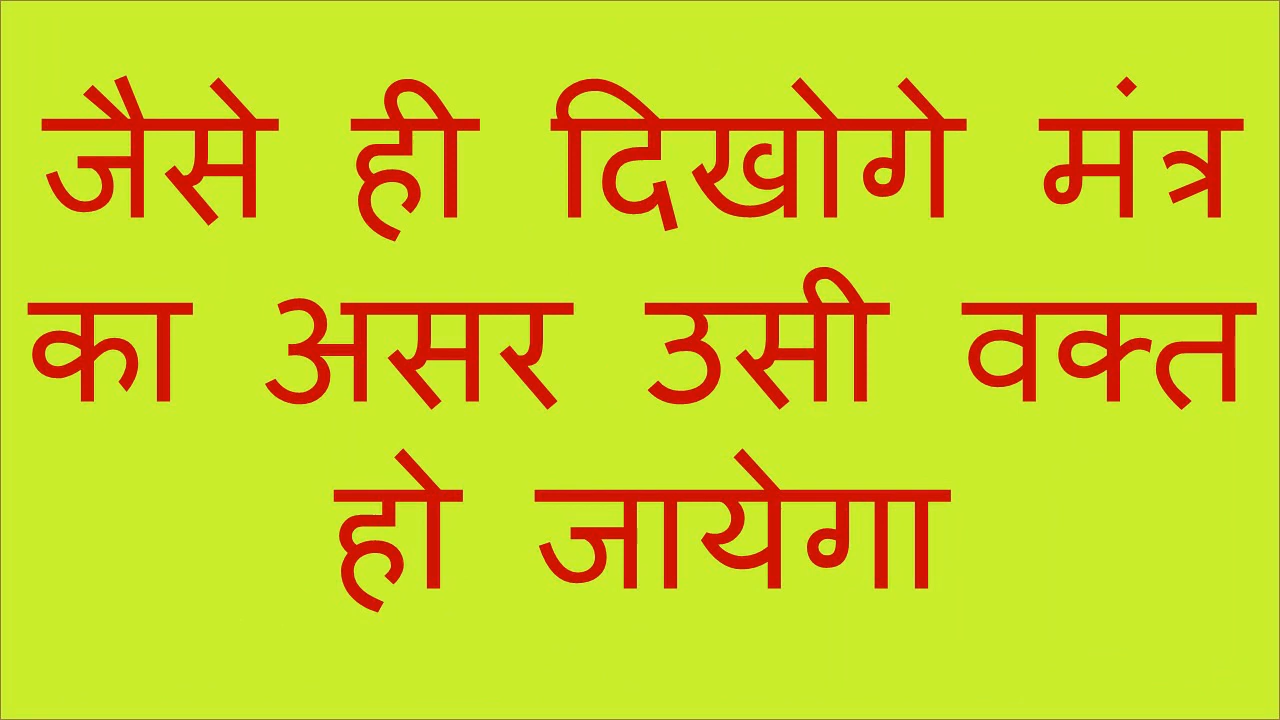 जैसे ही दिखोगे मंत्र
का असर उसी वक्त
हो जायेगा